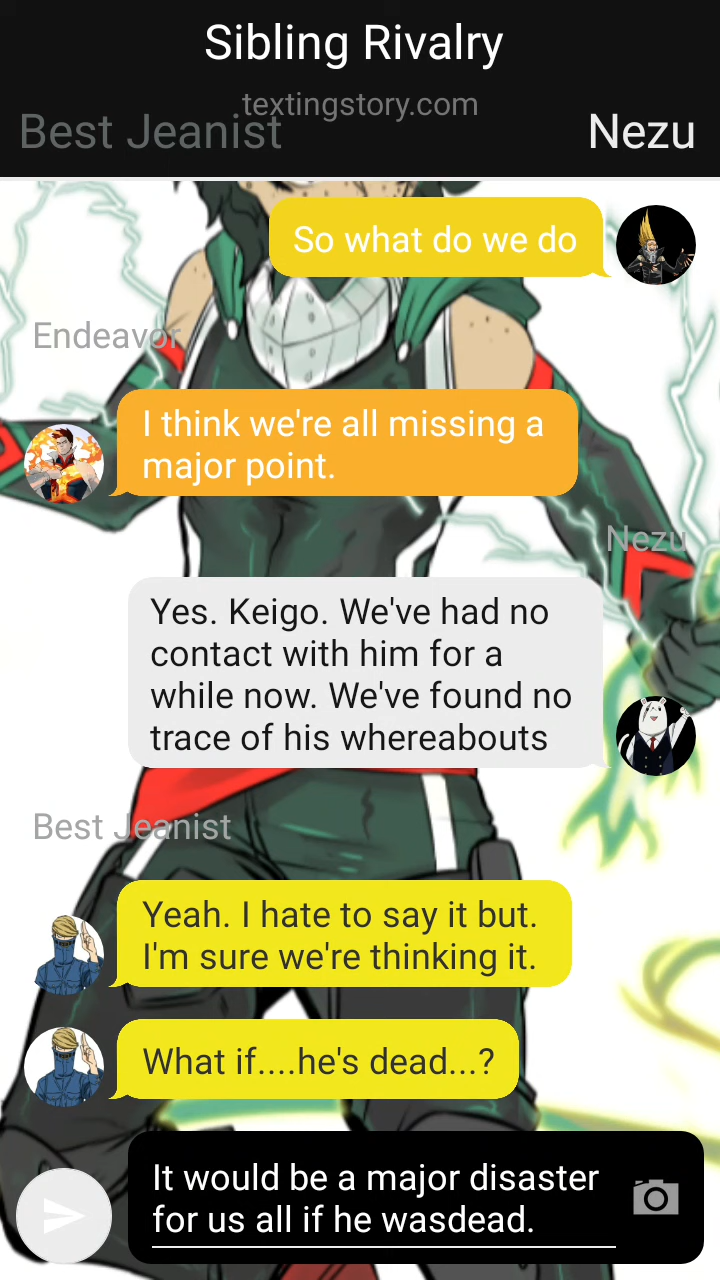 Sibling Rivalry
textingstory.com
Best Jeanist
Nezu
So what do we do
Endeavor
I think we're all missing a
major point.
Nezu
Yes. Keigo. We've had no
contact with him for a
while now. We've found no
trace of his whereabouts
Best Jeanist
Yeah. I hate to say it but.
I'm sure we're thinking it.
What if....he's dead...?
It would be a major disaster
for us all if he wasdead.